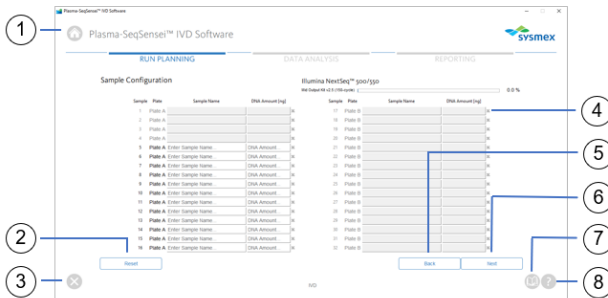 Plasma-SeqSensei™ IVD Software
1
Plasma-SeqSensei™ IVD Software
sysmex
RUN PLANNING DATA ANALYSIS REPORTING
Sample Configuration
Illumina NextSeq™ 500/550
Mid Output Kit v2.5 (150-cycle) 0.0 %
Sample Plate Sample Name DNA Amount (ng) Sample Plate Sample Name DNA Amount (ng)
1 Plate A 17 Plate B 4
2 Plate A 18 Plate B
3 Plate A 19 Plate B
4 Plate A 20 Plate B
5 Plate A Enter Sample Name... DNA Amount 21 Plate B 5
6 Plate A Enter Sample Name... DNA Amount 22 Plate B
7 Plate A Enter Sample Name... DNA Amount 23 Plate B
8 Plate A Enter Sample Name... DNA Amount 24 Plate B
9 Plate A Enter Sample Name... DNA Amount 25 Plate B
10 Plate A Enter Sample Name... DNA Amount 26 Plate B 6
11 Plate A Enter Sample Name... DNA Amount 27 Plate B
12 Plate A Enter Sample Name... DNA Amount 28 Plate B
13 Plate A Enter Sample Name... DNA Amount 29 Plate B
14 Plate A Enter Sample Name... DNA Amount 30 Plate B
2 15 Plate A Enter Sample Name... DNA Amount 31 Plate B 7
16 Plate A Enter Sample Name... DNA Amount 32 Plate B
Reset Back Next
3 IVD ? 8